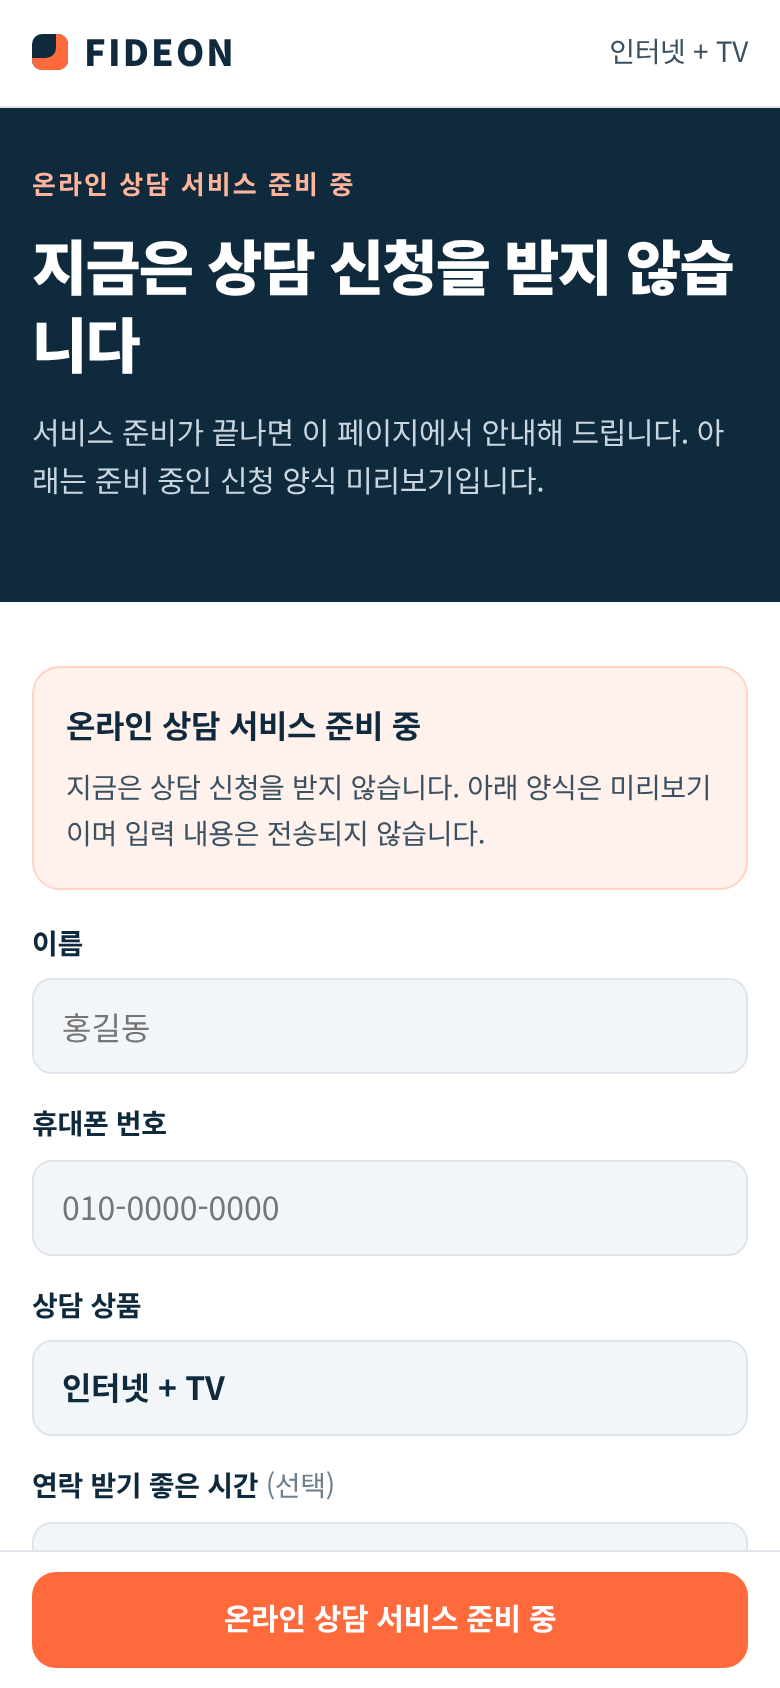 FIDEON
인터넷 + TV
온라인 상담 서비스 준비 중
지금은 상담 신청을 받지 않습
니다
서비스 준비가 끝나면 이 페이지에서 안내해 드립니다. 아
래는 준비 중인 신청 양식 미리보기입니다.
온라인 상담 서비스 준비 중
지금은 상담 신청을 받지 않습니다. 아래 양식은 미리보기
이며 입력 내용은 전송되지 않습니다.
이름
홍길동
휴대폰 번호
010-0000-0000
상담 상품
인터넷 + TV
연락 받기 좋은 시간 (선택)
온라인 상담 서비스 준비 중